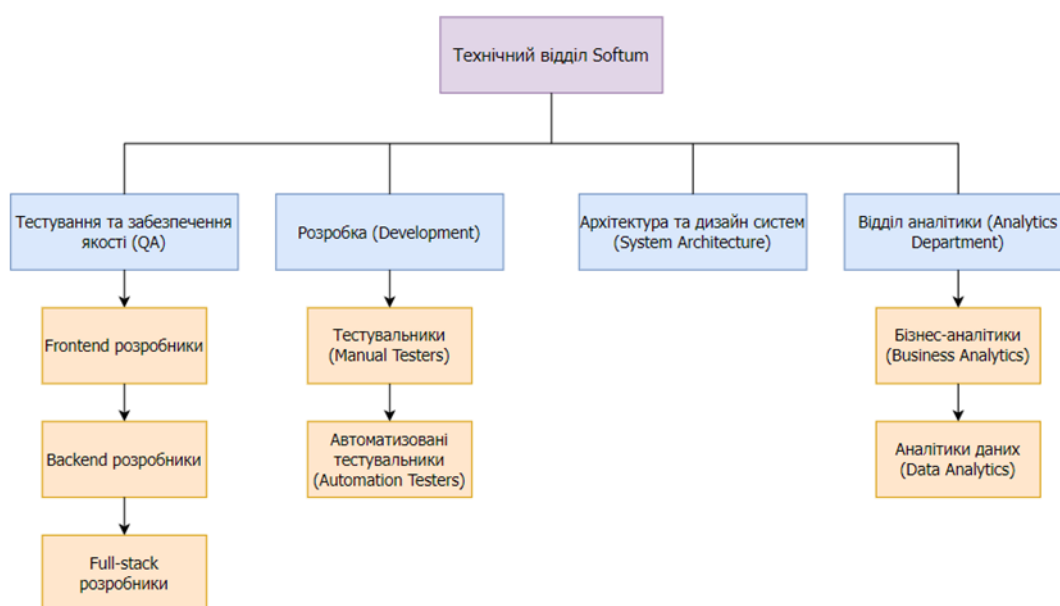 Технічний відділ Softum
Тестування та забезпечення
якості (QA)
Розробка (Development)
Архітектура та дизайн систем
(System Architecture)
Відділ аналітики (Analytics
Department)
Frontend розробники
Тестувальники
(Manual Testers)
Бізнес-аналітики
(Business Analytics)
Backend розробники
Автоматизовані
тестувальники
(Automation Testers)
Аналітики даних
(Data Analytics)
Full-stack
розробники